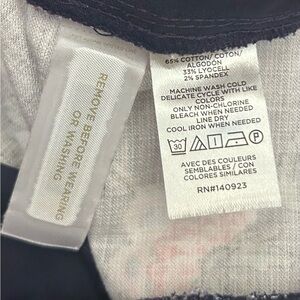 65% COTTON/ COTON/
ALGODÓN
33% LYOCELL
2% SPANDEX
MACHINE WASH COLD
DELICATE CYCLE WITH LIKE
COLORS
ONLY NON-CHLORINE
BLEACH WHEN NEEDED
LINE DRY
COOL IRON WHEN NEEDED
30 P
AVEC DES COULEURS
SEMBLABLES / CON
COLORES SIMILARES
RN#140923
REMOVE BEFORE WEARING
OR WASHING